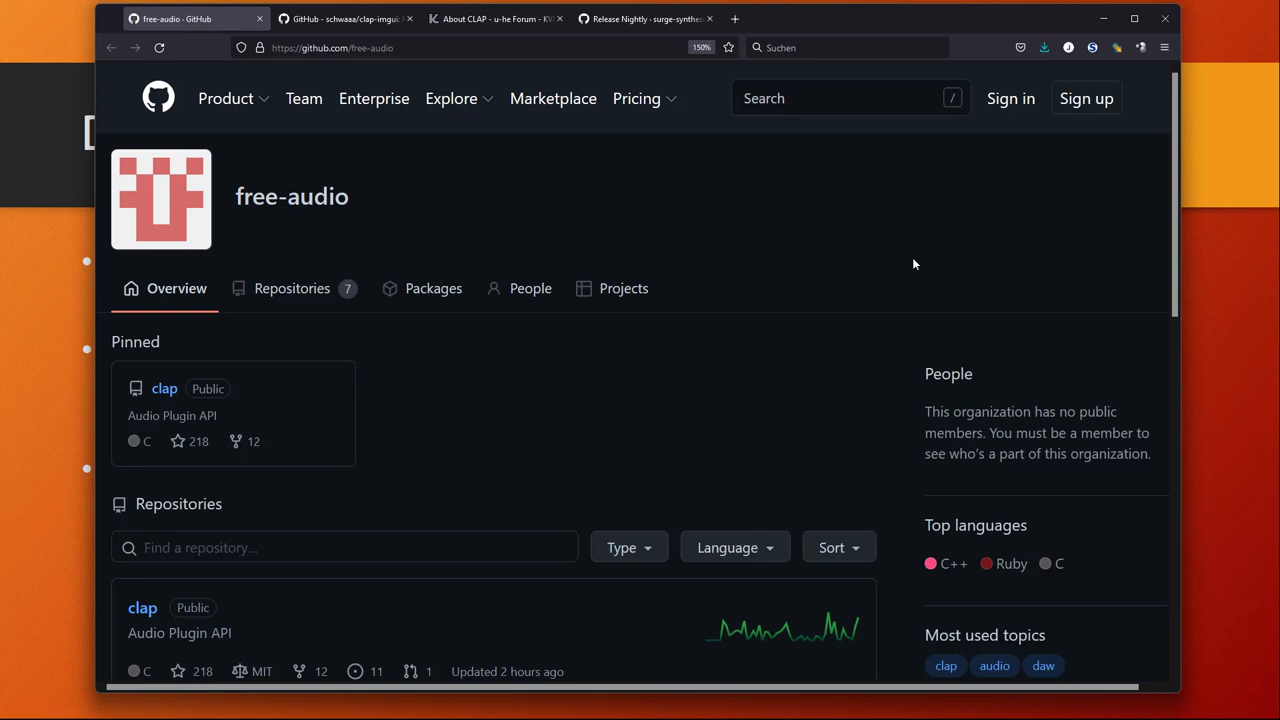 free-audio · GitHub
GitHub - schwaaa/clap-imgui
About CLAP - u-he Forum - KV
Release Nightly · surge-synthes
https://github.com/free-audio
150%
Suchen
Product
Team
Enterprise
Explore
Marketplace
Pricing
Search
/
Sign in
Sign up
free-audio
Overview
Repositories 7
Packages
People
Projects
Pinned
clap Public
Audio Plugin API
C 218 12
People
This organization has no public
members. You must be a member to
see who's a part of this organization.
Repositories
Find a repository...
Type
Language
Sort
Top languages
C++ Ruby C
clap Public
Audio Plugin API
C 218 MIT 12 11 1 Updated 2 hours ago
Most used topics
clap audio daw